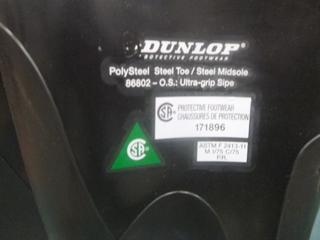 DUNLOP
PROTECTIVE FOOTWEAR
PolySteel Steel Toe / Steel Midsole
86802 - O.S.: Ultra-grip Sipe
PROTECTIVE FOOTWEAR
CHAUSSURES DE PROTECTION
171896
ASTM F 2413-11
M I/75 C/75
P.R.